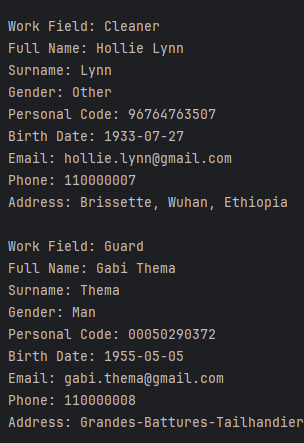 Work Field: Cleaner
Full Name: Hollie Lynn
Surname: Lynn
Gender: Other
Personal Code: 96764763507
Birth Date: 1933-07-27
Email: hollie.lynn@gmail.com
Phone: 110000007
Address: Brissette, Wuhan, Ethiopia
Work Field: Guard
Full Name: Gabi Thema
Surname: Thema
Gender: Man
Personal Code: 00050290372
Birth Date: 1955-05-05
Email: gabi.thema@gmail.com
Phone: 110000008
Address: Grandes-Battures-Tailhandier